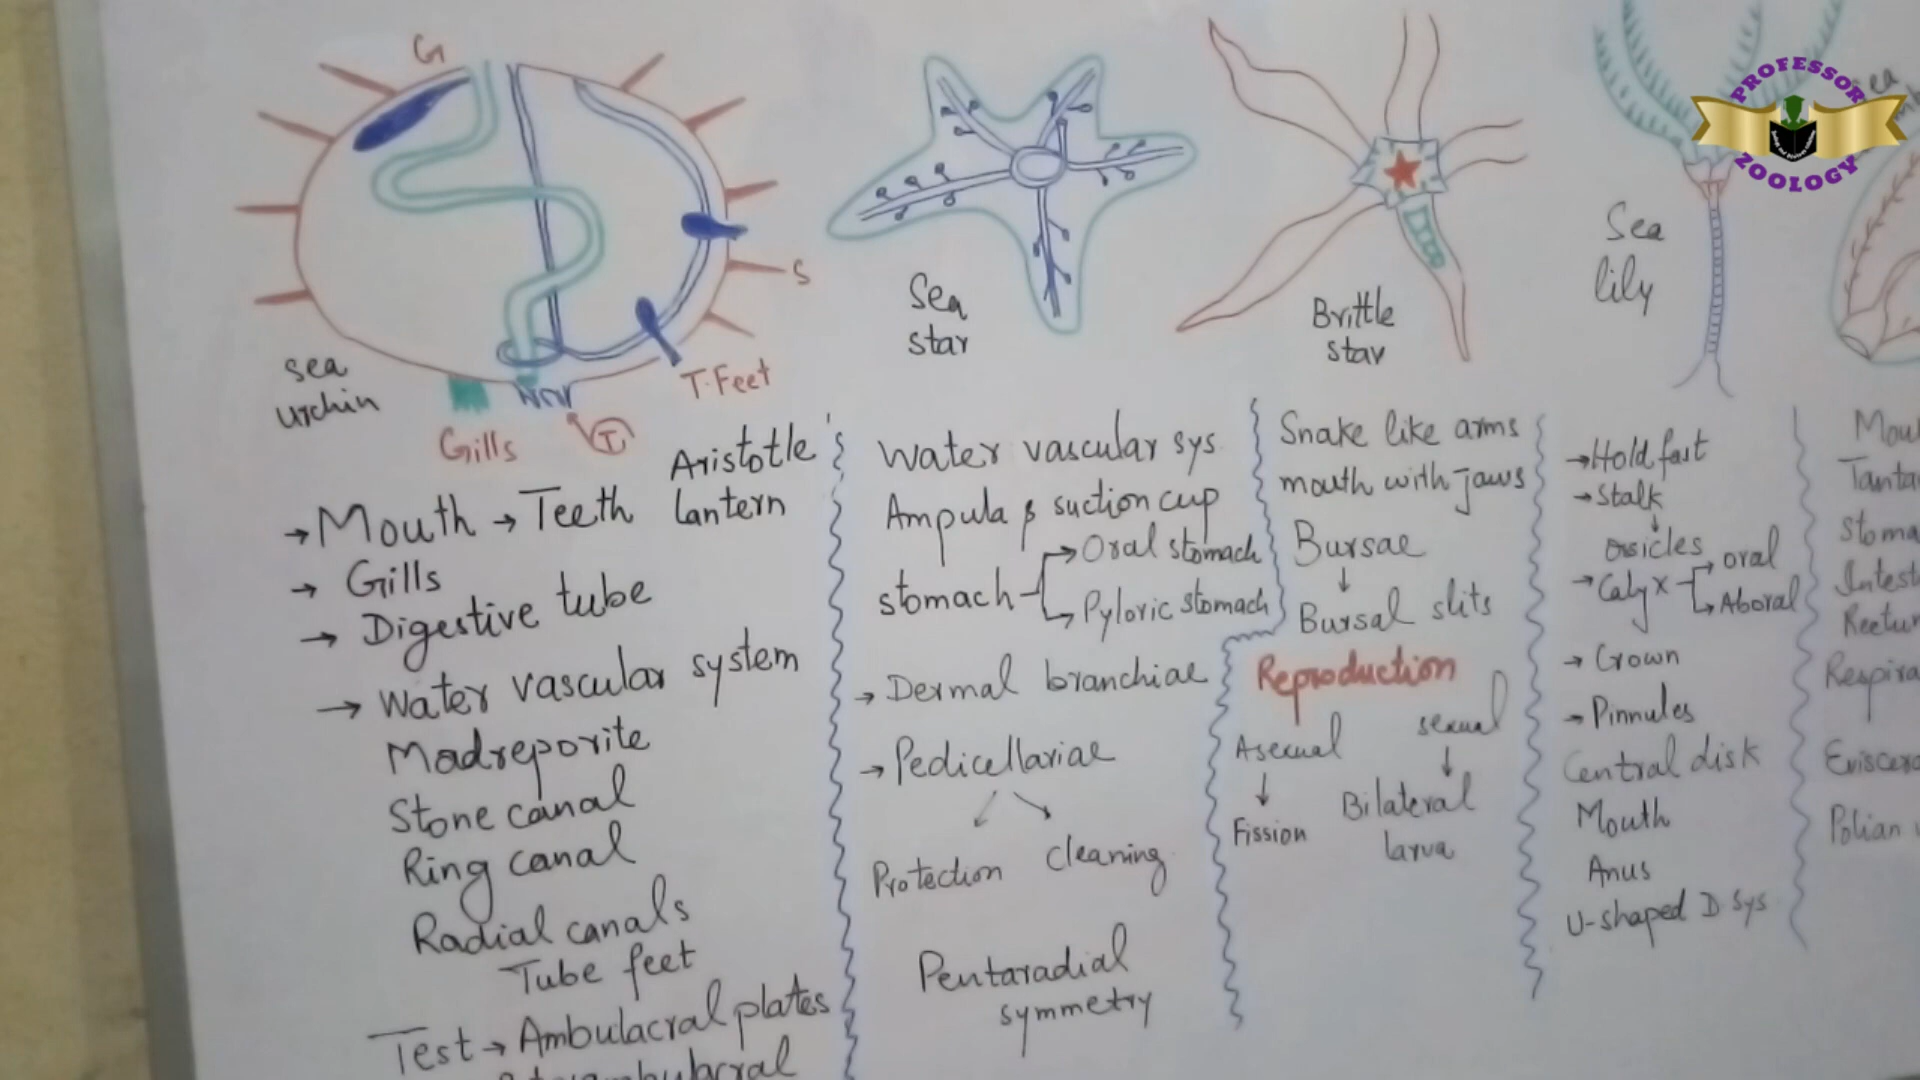 G
S
T. Feet
sea
urchin
Gills
T
Aristotle
lantern
→ Mouth → Teeth
→ Gills
→ Digestive tube
→ Water vascular system
Madreporite
Stone canal
Ring canal
Radial canals
Tube feet
Test → Ambulacral plates
Sea
star
Water vascular sys
Ampula & suction cup
stomach → Oral stomach
→ Pyloric stomach
→ Dermal branchiae
→ Pedicellariae
Protection cleaning
Pentaradial
symmetry
Brittle
star
Snake like arms
mouth with jaws
Bursae
↓
Bursal slits
Reproduction
Asexual sexual
↓ ↓
Fission Bilateral
larva
Sea
lily
→ Hold fast
→ Stalk
↓
ossicles
→ Calyx → oral
→ Aboral
→ Crown
→ Pinnules
Central disk
Mouth
Anus
U-shaped D. Sys
PROFESSOR
ZOOLOGY
Sea
Polian